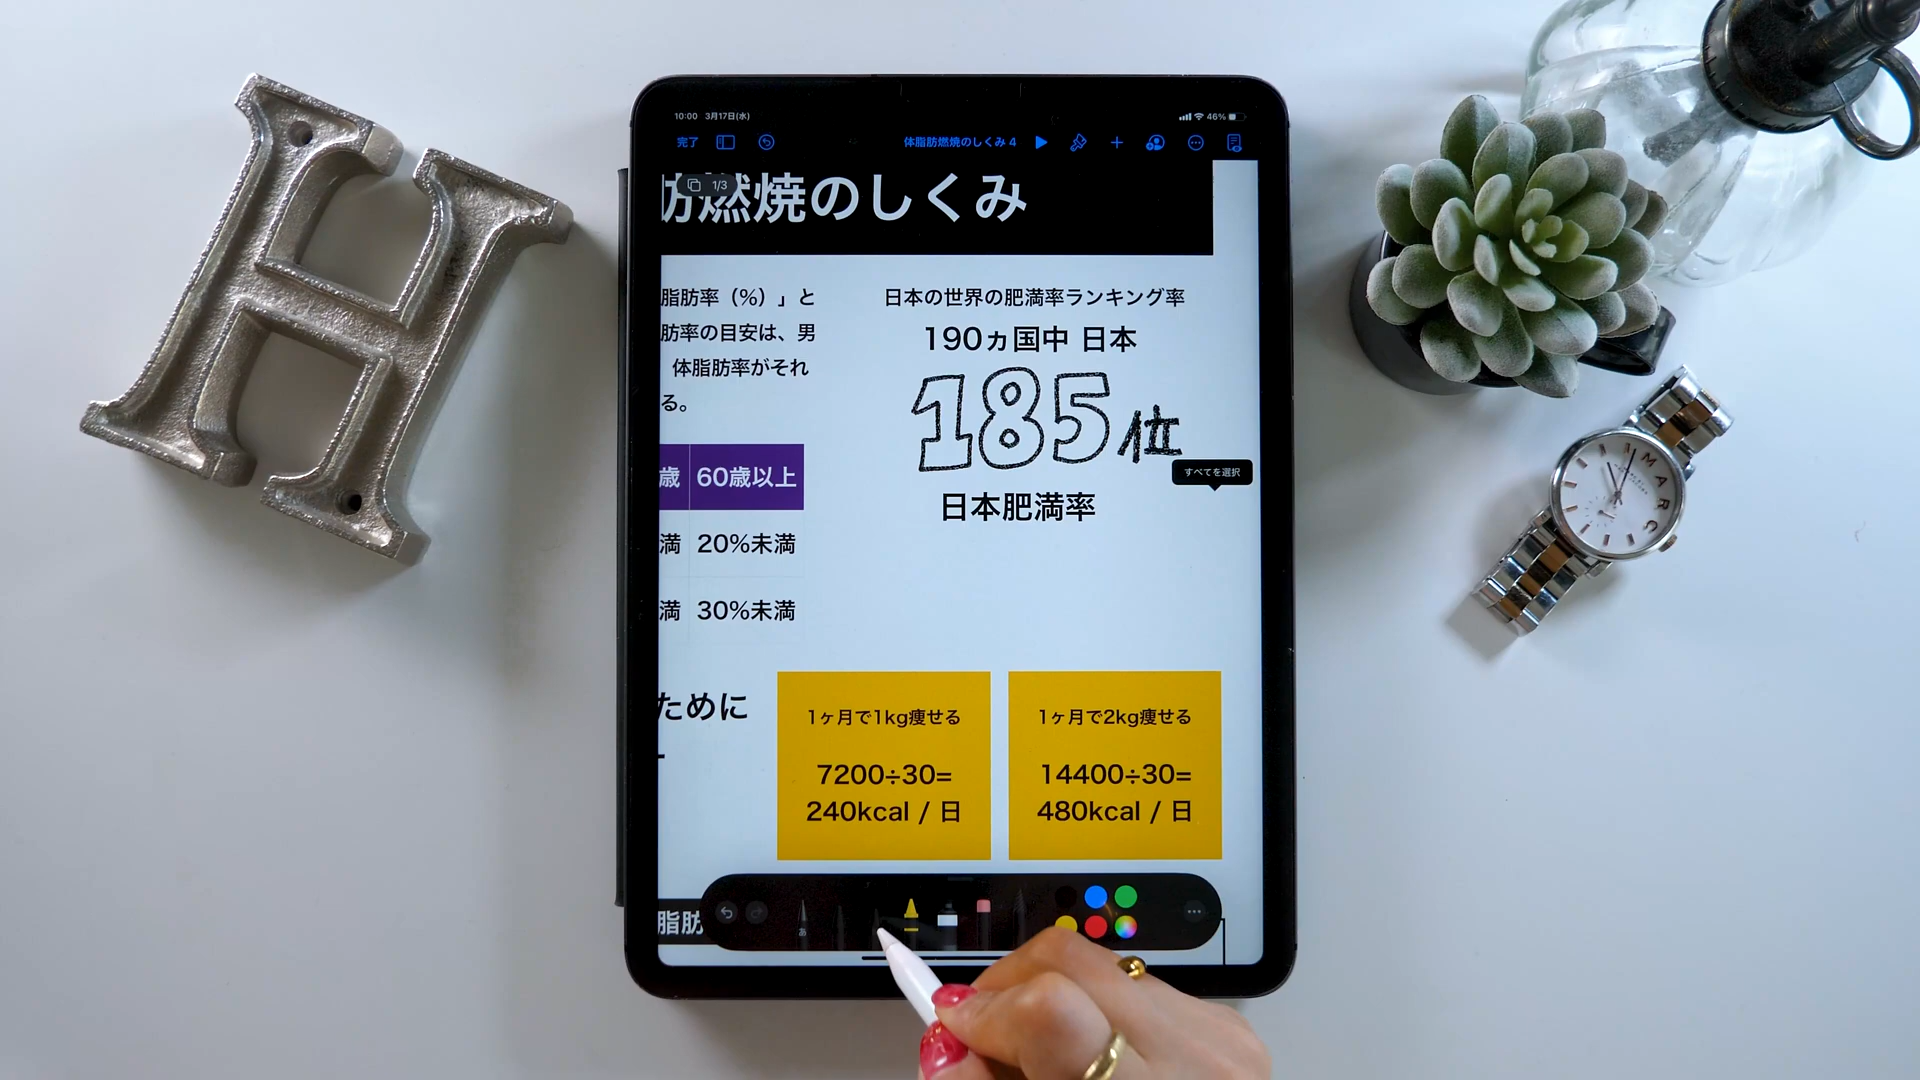 10:00 3月17日(水)
46%
完了
体脂肪燃焼のしくみ 4
1/3
肪燃焼のしくみ
脂肪率（%）」と
肪率の目安は、男
体脂肪率がそれ
る。
歳 60歳以上
満 20%未満
満 30%未満
日本の世界の肥満率ランキング率
190ヵ国中 日本
185位
すべてを選択
日本肥満率
ために
1ヶ月で1kg痩せる
7200÷30=
240kcal / 日
1ヶ月で2kg痩せる
14400÷30=
480kcal / 日
脂肪
あ
H
MARC